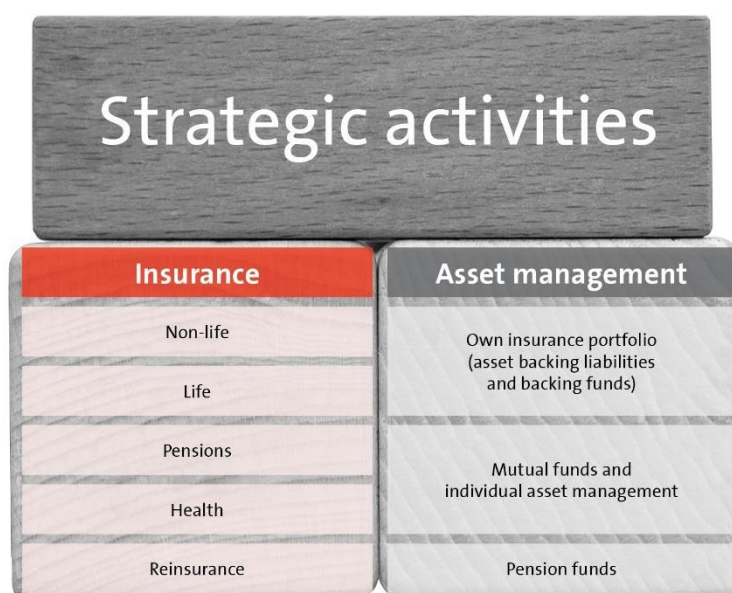 Strategic activities
Insurance
Non-life
Life
Pensions
Health
Reinsurance
Asset management
Own insurance portfolio
(asset backing liabilities
and backing funds)
Mutual funds and
individual asset management
Pension funds